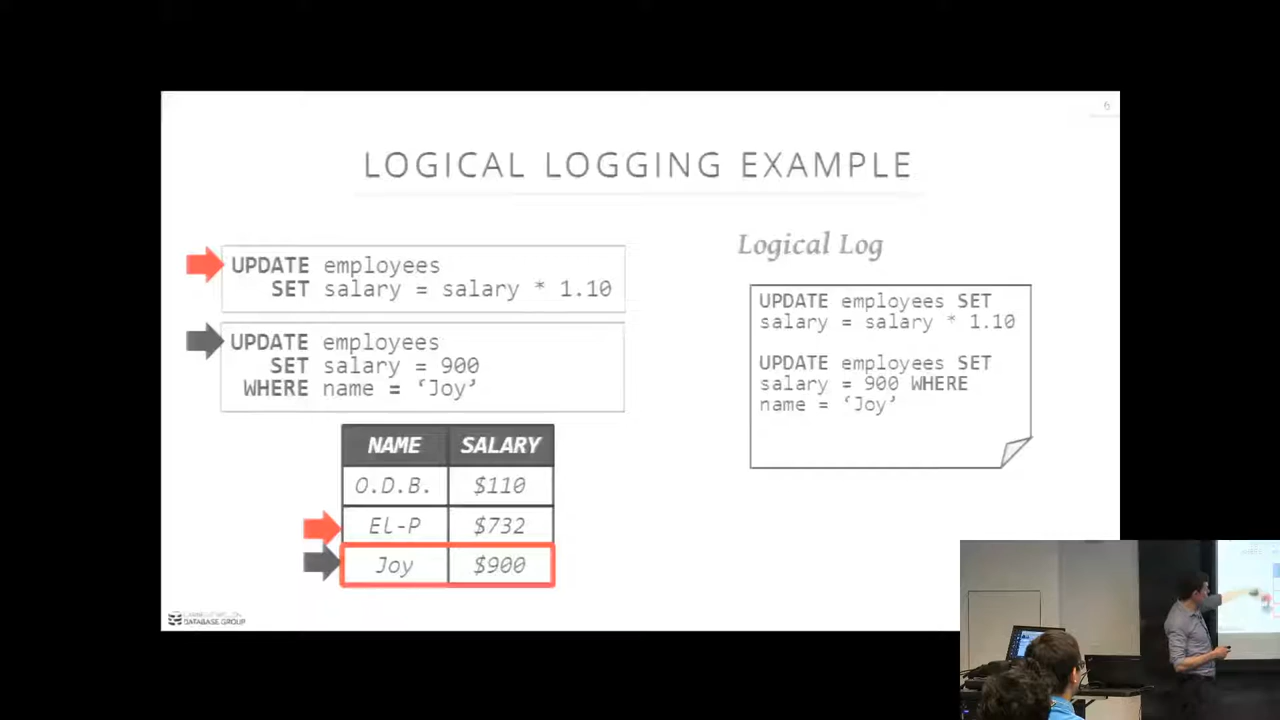 6
LOGICAL LOGGING EXAMPLE
UPDATE employees
SET salary = salary * 1.10
UPDATE employees
SET salary = 900
WHERE name = ‘Joy’
NAME SALARY
O.D.B. $110
El-P $732
Joy $900
Logical Log
UPDATE employees SET
salary = salary * 1.10
UPDATE employees SET
salary = 900 WHERE
name = ‘Joy’
DATABASE GROUP